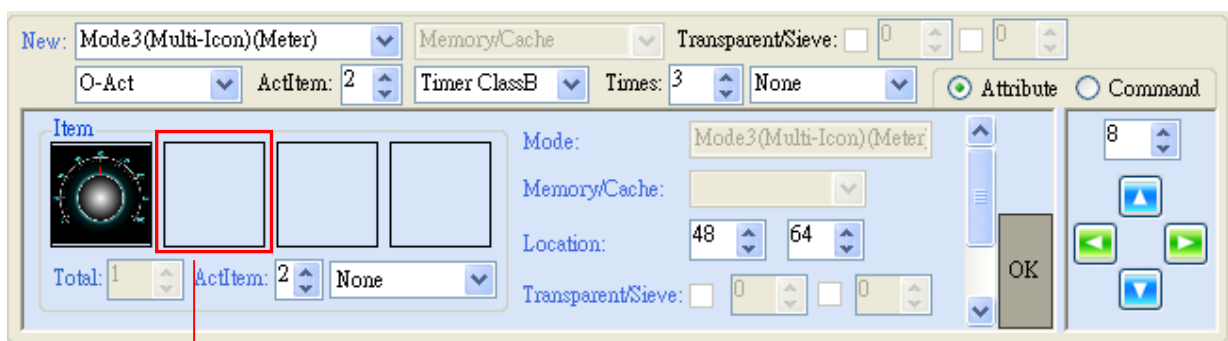 New: Mode3(Multi-Icon)(Meter) Memory/Cache Transparent/Sieve: 0 0
O-Act ActItem: 2 Timer ClassB Times: 3 None Attribute Command
Item
Mode: Mode3(Multi-Icon)(Meter
8
Memory/Cache:
Location: 48 64
Total: 1 ActItem: 2 None
Transparent/Sieve: 0 0
OK